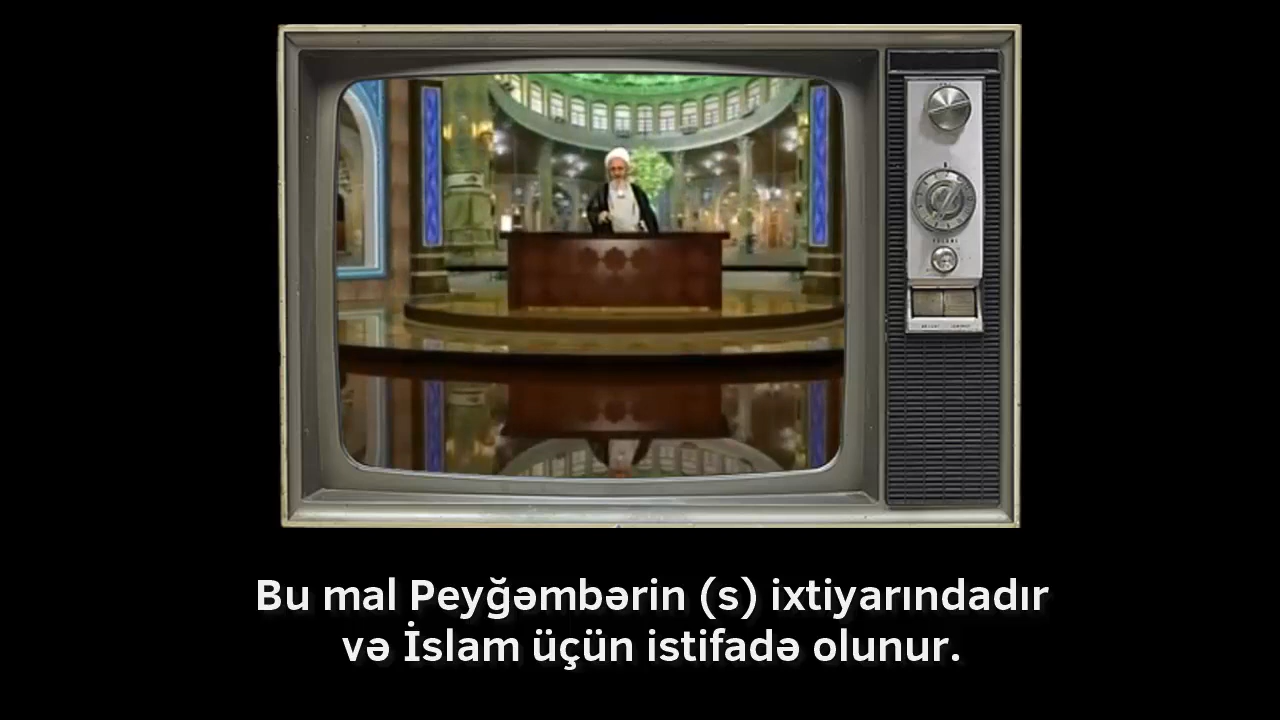 Bu mal Peyğəmbərin (s) ixtiyarındadır
və İslam üçün istifadə olunur.